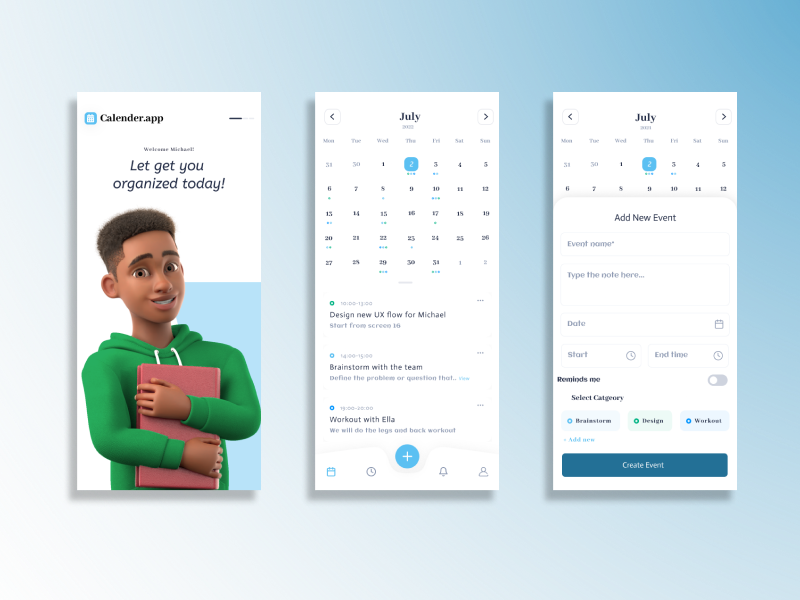 Calender.app
Welcome Michael!
Let get you
organized today!
July
2022
Mon Tue Wed Thu Fri Sat Sun
31 30 1 2 3 4 5
6 7 8 9 10 11 12
13 14 15 16 17 18 19
20 21 22 23 24 25 26
27 28 29 30 31 1 2
10:00-13:00
Design new UX flow for Michael
Start from screen 16
14:00-15:00
Brainstorm with the team
Define the problem or question that.. View
19:00-20:00
Workout with Ella
We will do the legs and back workout
July
Mon Tue Wed Thu Fri Sat Sun
31 30 1 2 3 4 5
6 7 8 9 10 11 12
Add New Event
Event name*
Type the note here...
Date
Start End time
Reminds me
Select Catgeory
Brainstorm Design Workout
+ Add new
Create Event